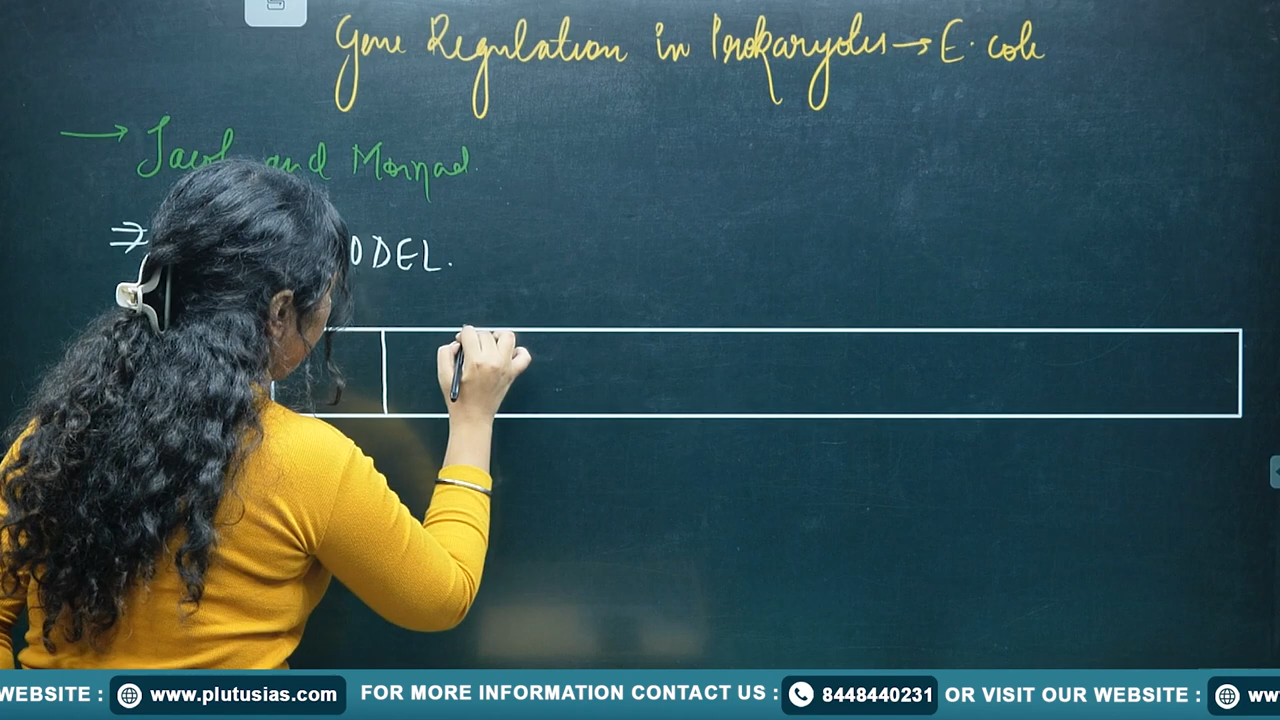 Gene Regulation in Prokaryotes → E. coli
→ Jacob and Monad.
⇒ ODEL.
WEBSITE : www.plutusias.com FOR MORE INFORMATION CONTACT US : 8448440231 OR VISIT OUR WEBSITE : ww